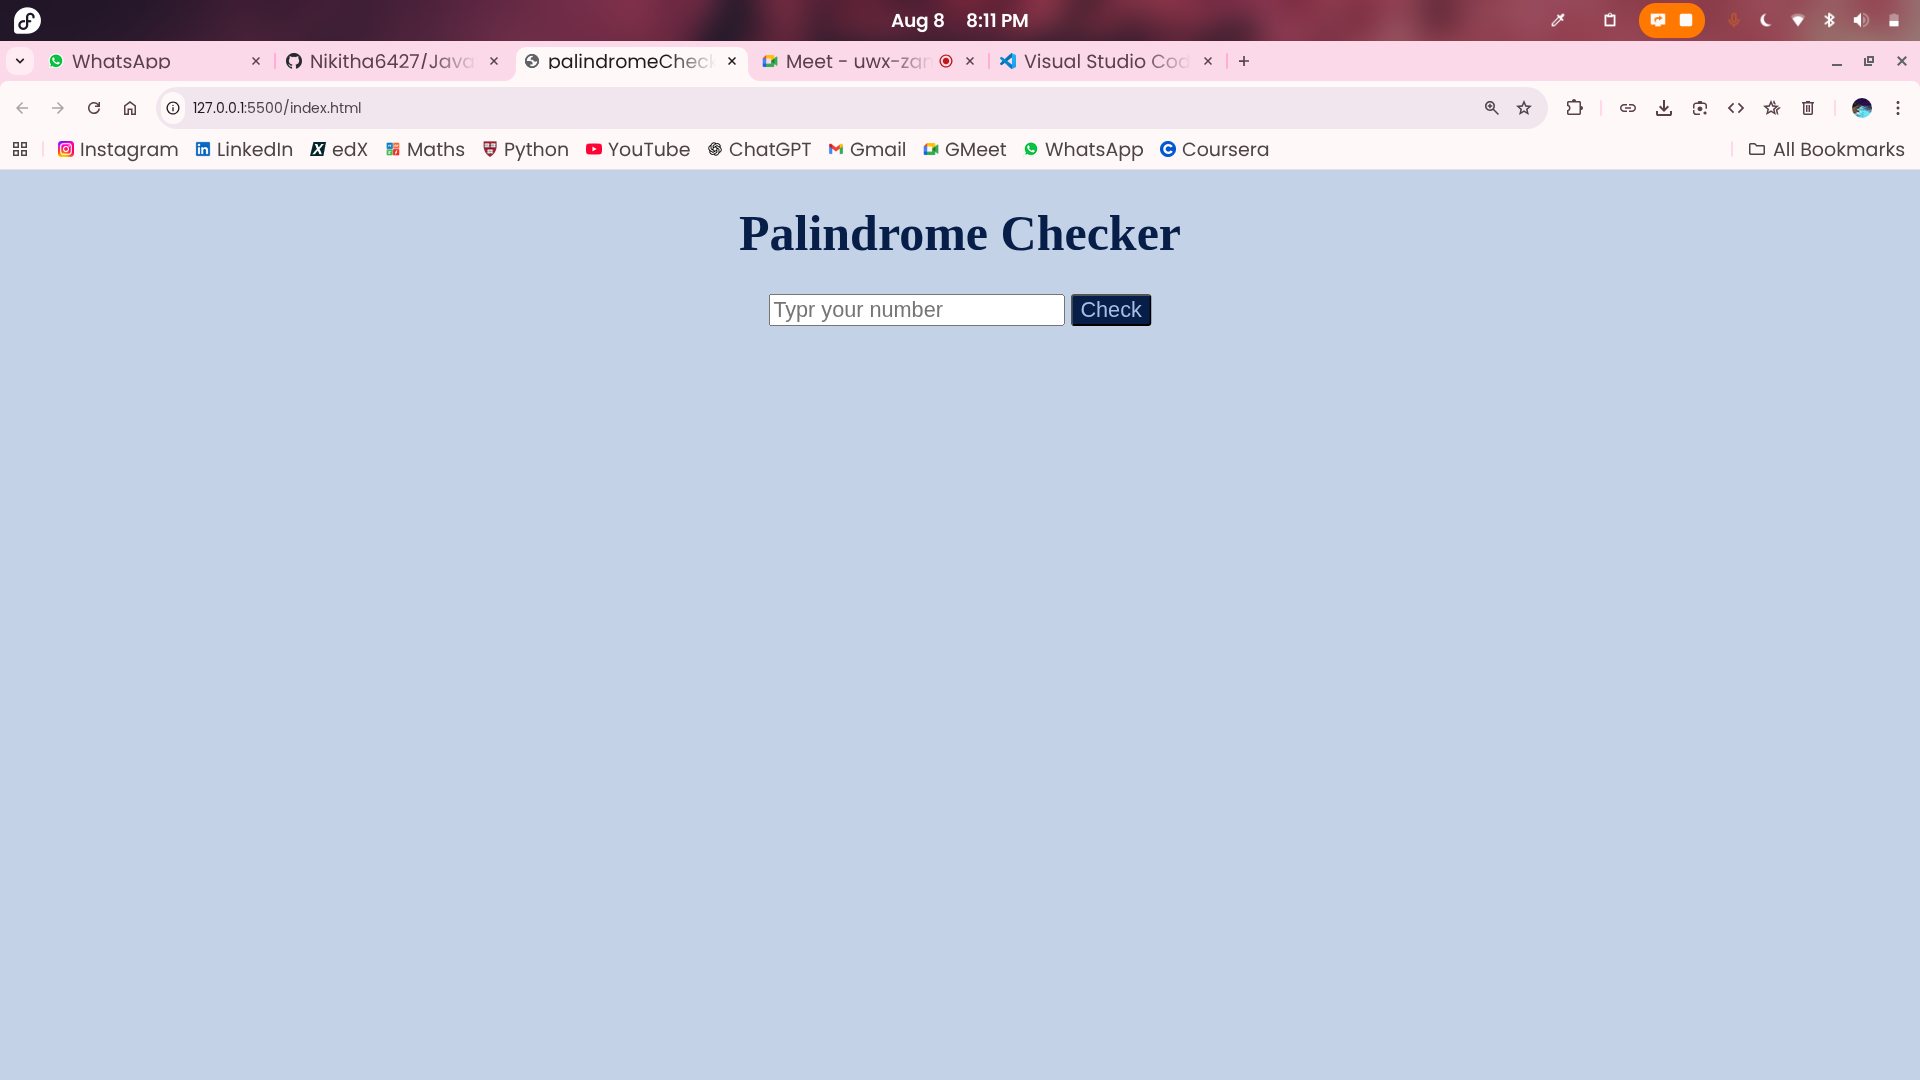 Aug 8 8:11 PM
WhatsApp
Nikitha6427/Java
palindromeChec
Meet - uwx-zar
Visual Studio Cod
127.0.0.1:5500/index.html
Instagram
LinkedIn
edX
Maths
Python
YouTube
ChatGPT
Gmail
GMeet
WhatsApp
Coursera
All Bookmarks
Palindrome Checker
Typr your number
Check